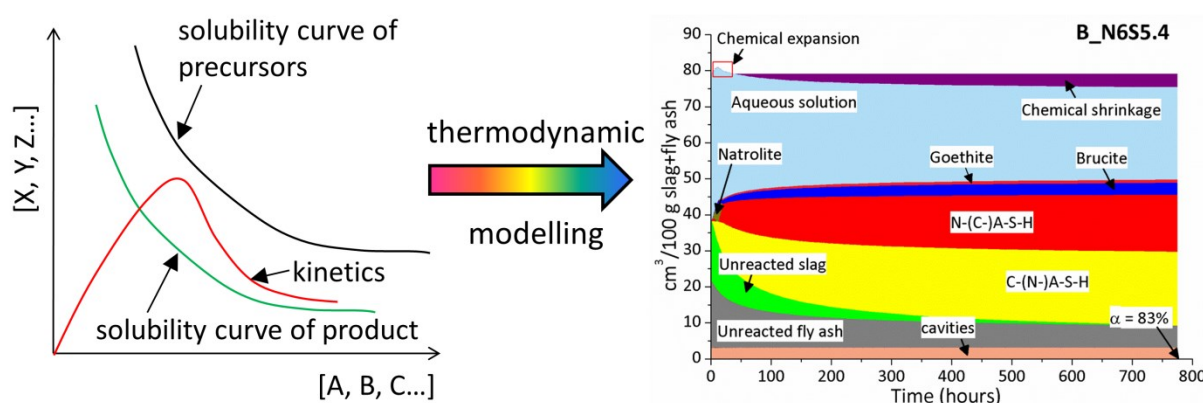 solubility curve of
precursors
[X, Y, Z...]
kinetics
solubility curve of product
[A, B, C...]
thermodynamic
modelling
B_N6S5.4
Chemical expansion
Aqueous solution
Chemical shrinkage
Natrolite
Goethite
Brucite
N-(C-)A-S-H
Unreacted slag
C-(N-)A-S-H
Unreacted fly ash
cavities
α = 83%
cm³/100 g slag+fly ash
90
80
70
60
50
40
30
20
10
0
0 100 200 300 400 500 600 700 800
Time (hours)